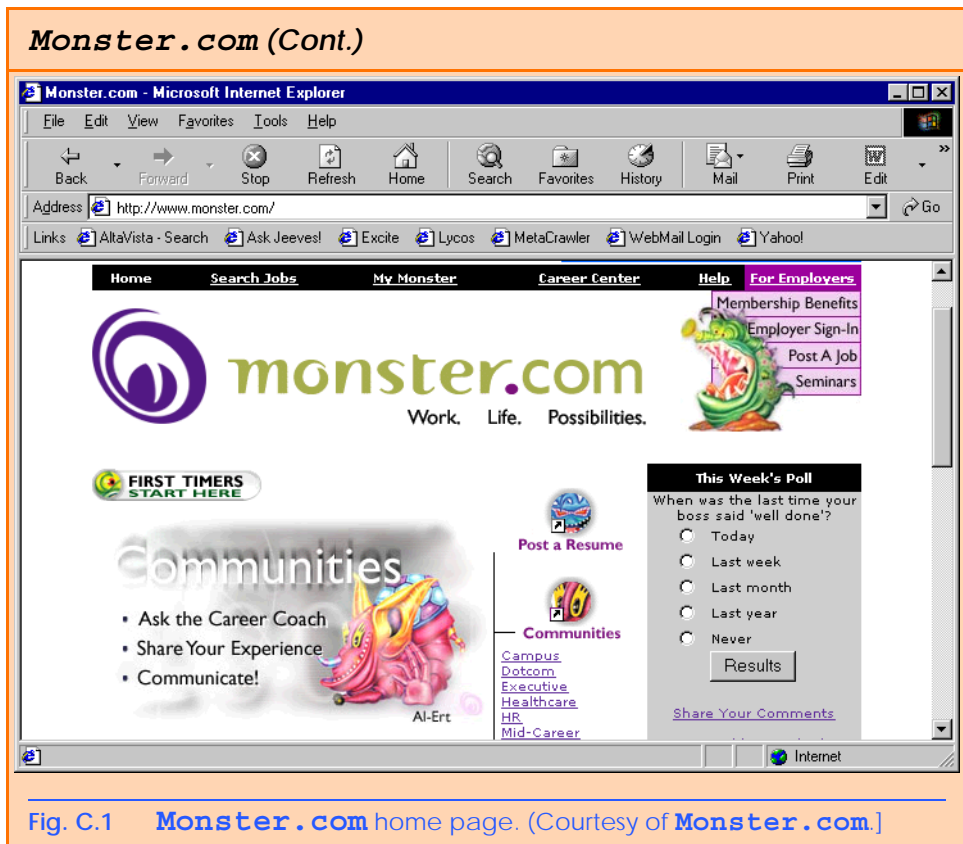 Monster.com (Cont.)
Monster.com - Microsoft Internet Explorer
File Edit View Favorites Tools Help
Back Forward Stop Refresh Home Search Favorites History Mail Print Edit »
Address http://www.monster.com/ Go
Links AltaVista - Search Ask Jeeves! Excite Lycos MetaCrawler WebMail Login Yahoo!
Home Search Jobs My Monster Career Center Help For Employers
Membership Benefits
Employer Sign-In
Post A Job
Seminars
monster.com
Work. Life. Possibilities.
FIRST TIMERS
START HERE
Communities
• Ask the Career Coach
• Share Your Experience
• Communicate!
Al-Ert
Post a Resume
Communities
Campus
Dotcom
Executive
Healthcare
HR
Mid-Career
This Week's Poll
When was the last time your
boss said 'well done'?
Today
Last week
Last month
Last year
Never
Results
Share Your Comments
Internet
Fig. C.1 Monster.com home page. (Courtesy of Monster.com.]